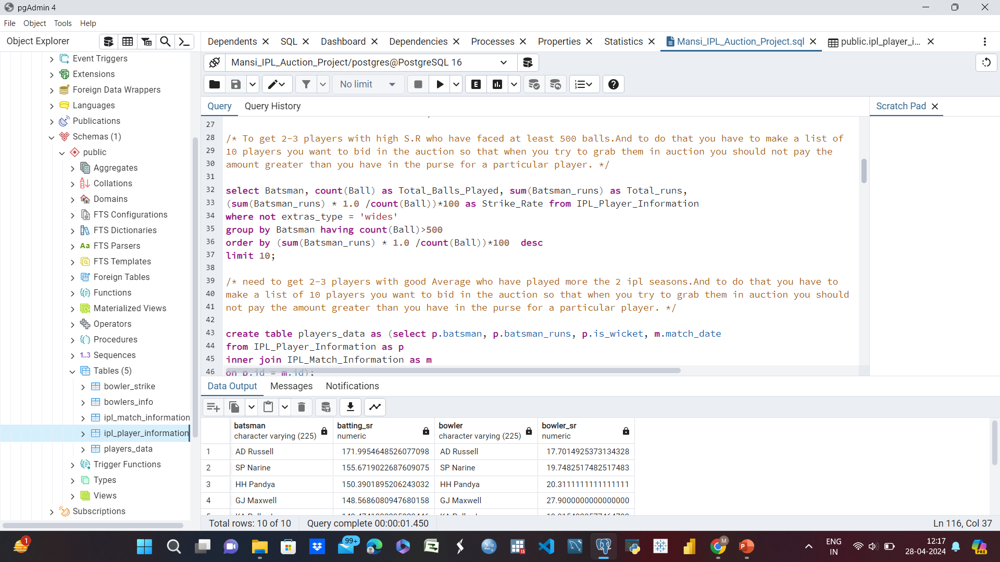 pgAdmin 4
File Object Tools Help
Object Explorer
Dependents SQL Dashboard Dependencies Processes Properties Statistics Mansi_IPL_Auction_Project.sql public.ipl_player_i...
Mansi_IPL_Auction_Project/postgres@PostgreSQL 16
No limit
E
Query Query History
Scratch Pad
Event Triggers
Extensions
Foreign Data Wrappers
Languages
Publications
Schemas (1)
public
Aggregates
Collations
Domains
FTS Configurations
FTS Dictionaries
Aa FTS Parsers
FTS Templates
Foreign Tables
Functions
Materialized Views
Operators
Procedures
1..3 Sequences
Tables (5)
bowler_strike
bowlers_info
ipl_match_information
ipl_player_information
players_data
Trigger Functions
Types
Views
Subscriptions
27
28 /* To get 2-3 players with high S.R who have faced at least 500 balls.And to do that you have to make a list of
29 10 players you want to bid in the auction so that when you try to grab them in auction you should not pay the
30 amount greater than you have in the purse for a particular player. */
31
32 select Batsman, count(Ball) as Total_Balls_Played, sum(Batsman_runs) as Total_runs,
33 (sum(Batsman_runs) * 1.0 /count(Ball))*100 as Strike_Rate from IPL_Player_Information
34 where not extras_type = 'wides'
35 group by Batsman having count(Ball)>500
36 order by (sum(Batsman_runs) * 1.0 /count(Ball))*100  desc
37 limit 10;
38
39 /* need to get 2-3 players with good Average who have played more the 2 ipl seasons.And to do that you have to
40 make a list of 10 players you want to bid in the auction so that when you try to grab them in auction you should
41 not pay the amount greater than you have in the purse for a particular player. */
42
43 create table players_data as (select p.batsman, p.batsman_runs, p.is_wicket, m.match_date
44 from IPL_Player_Information as p
45 inner join IPL_Match_Information as m
46 on p.id = m.id);
Data Output Messages Notifications
batsman batting_sr bowler bowler_sr
character varying (225) numeric character varying (225) numeric
1 AD Russell 171.9954648526077098 AD Russell 17.7014925373134328
2 SP Narine 155.6719022687609075 SP Narine 19.7482517482517483
3 HH Pandya 150.3901895206243032 HH Pandya 20.3111111111111111
4 GJ Maxwell 148.5686080947680158 GJ Maxwell 27.9000000000000000
Total rows: 10 of 10 Query complete 00:00:01.450 Ln 116, Col 37
1
99+
15
M
ENG
IN
12:17
28-04-2024
PRE